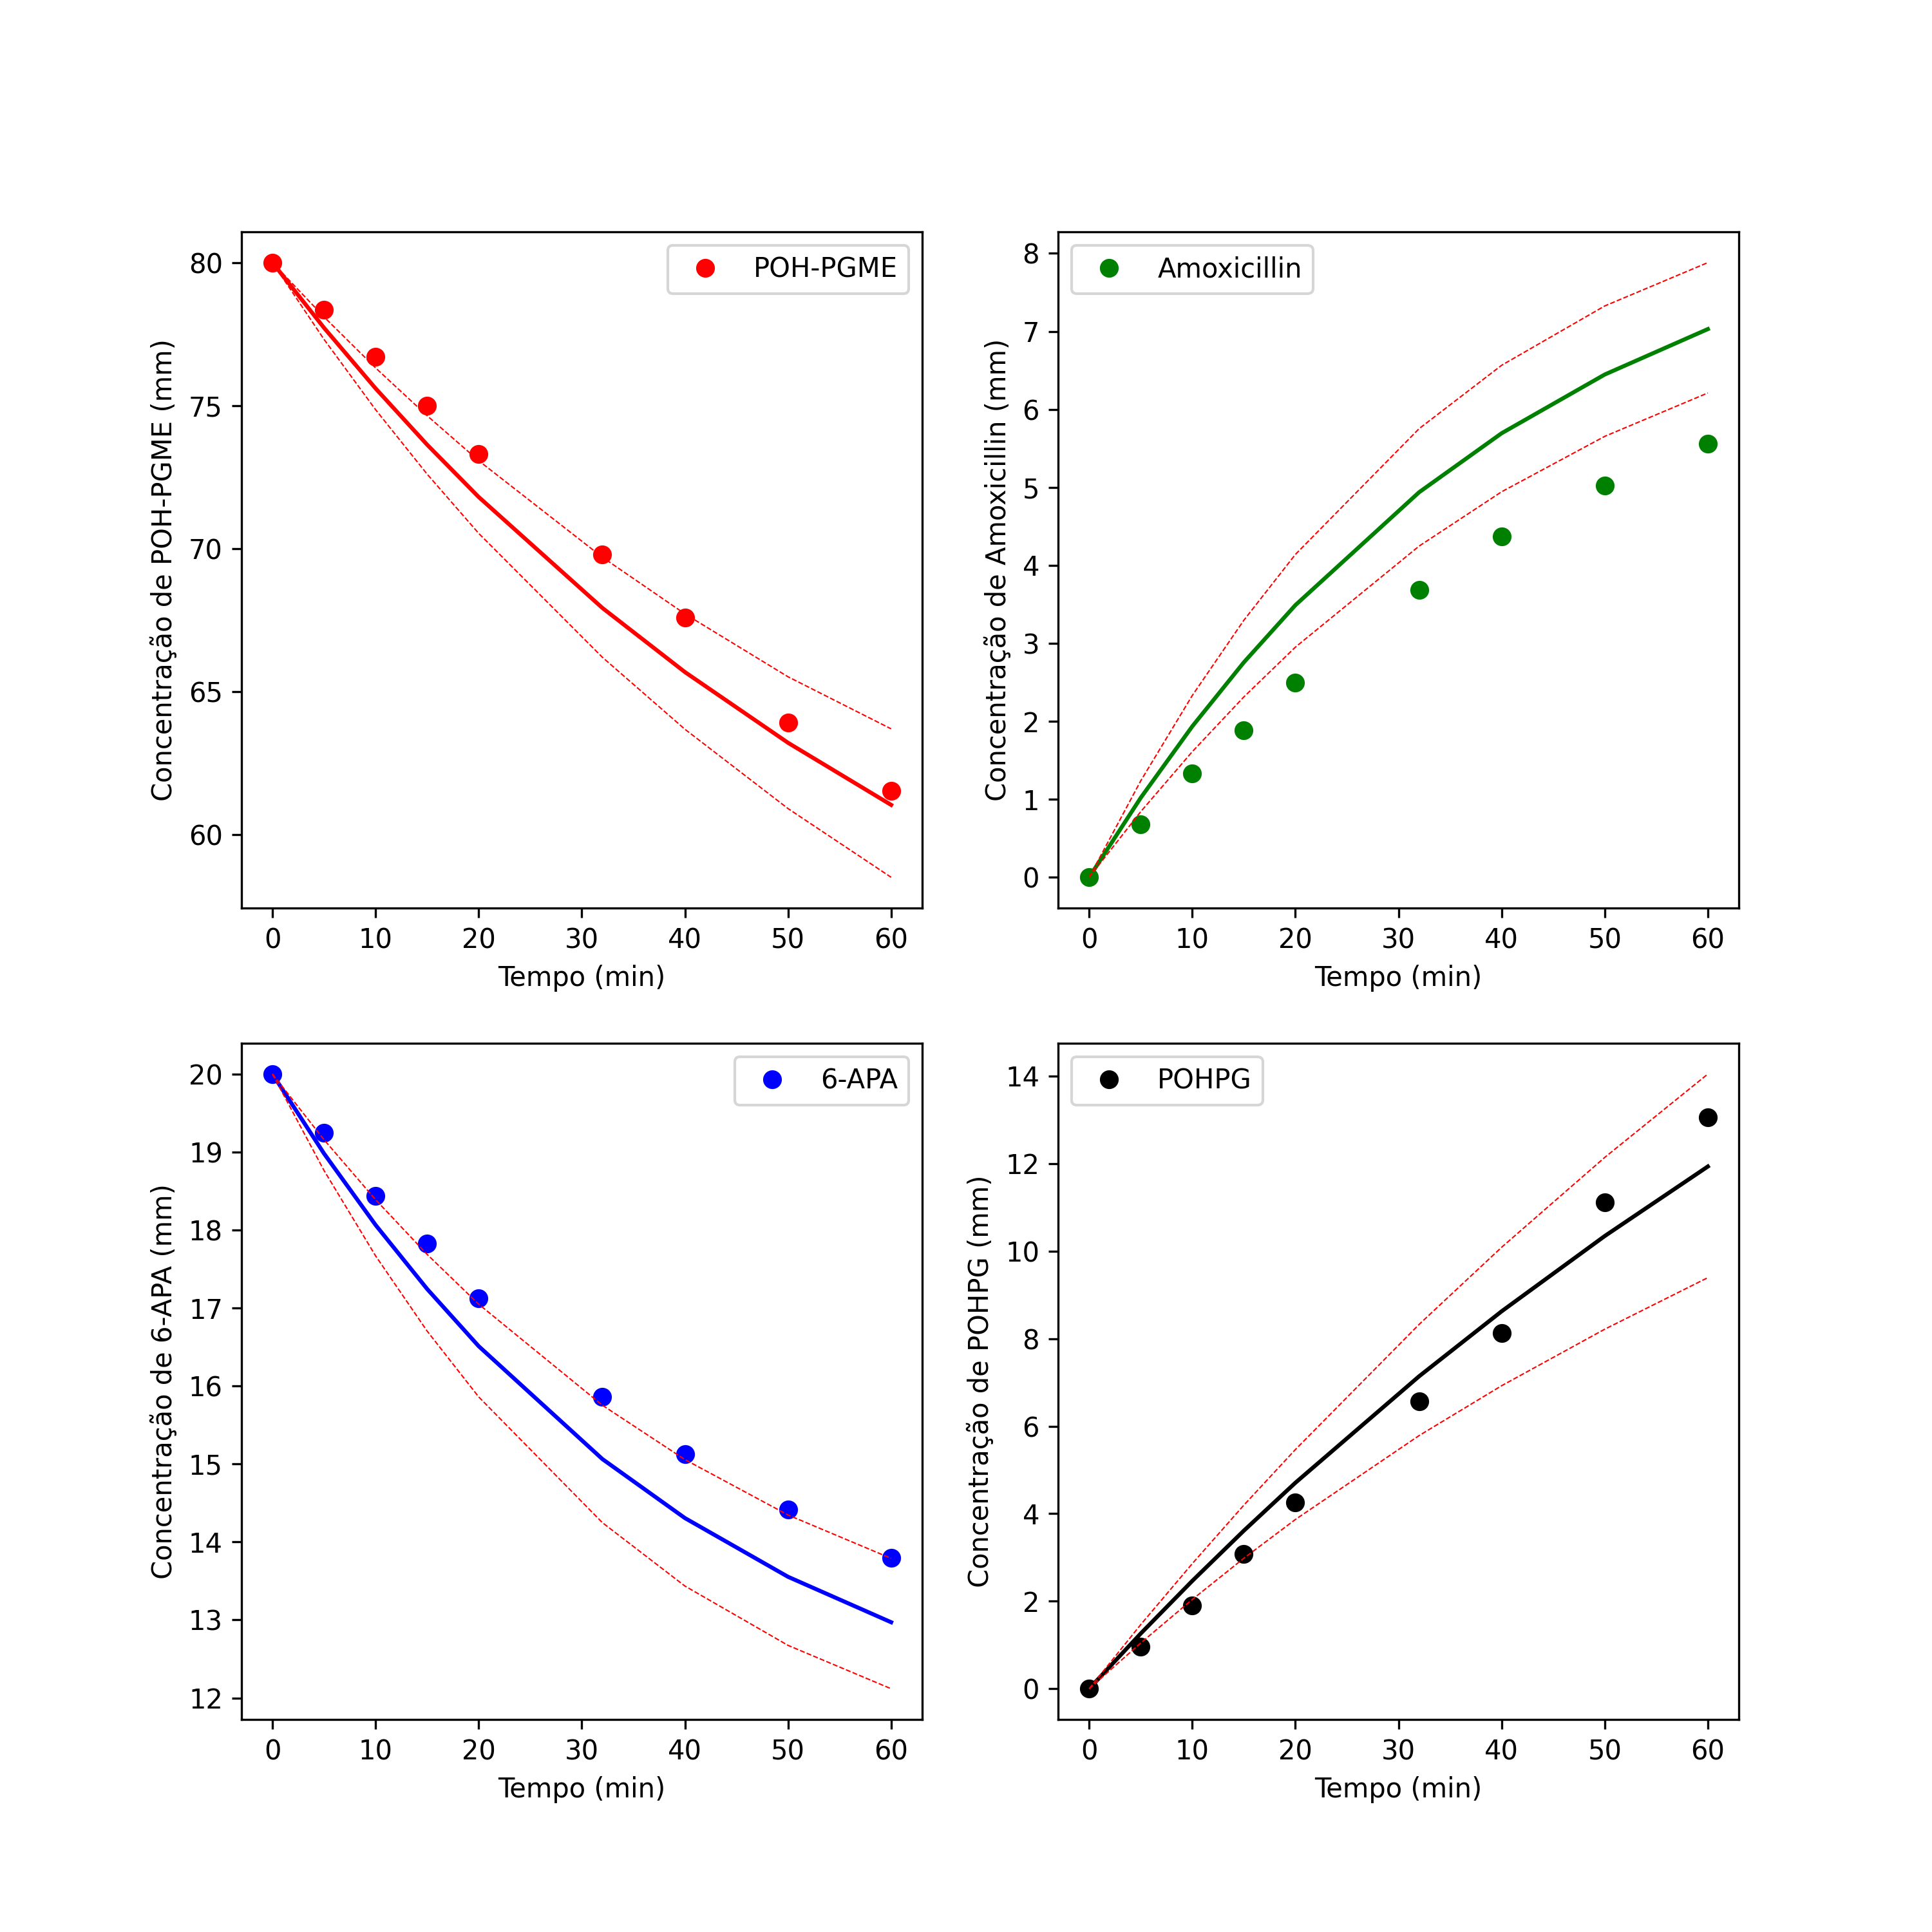 POH-PGME
Concentração de POH-PGME (mm)
80
75
70
65
60
0 10 20 30 40 50 60
Tempo (min)
Amoxicillin
Concentração de Amoxicillin (mm)
8
7
6
5
4
3
2
1
0
0 10 20 30 40 50 60
Tempo (min)
6-APA
Concentração de 6-APA (mm)
20
19
18
17
16
15
14
13
12
0 10 20 30 40 50 60
Tempo (min)
POHPG
Concentração de POHPG (mm)
14
12
10
8
6
4
2
0
0 10 20 30 40 50 60
Tempo (min)